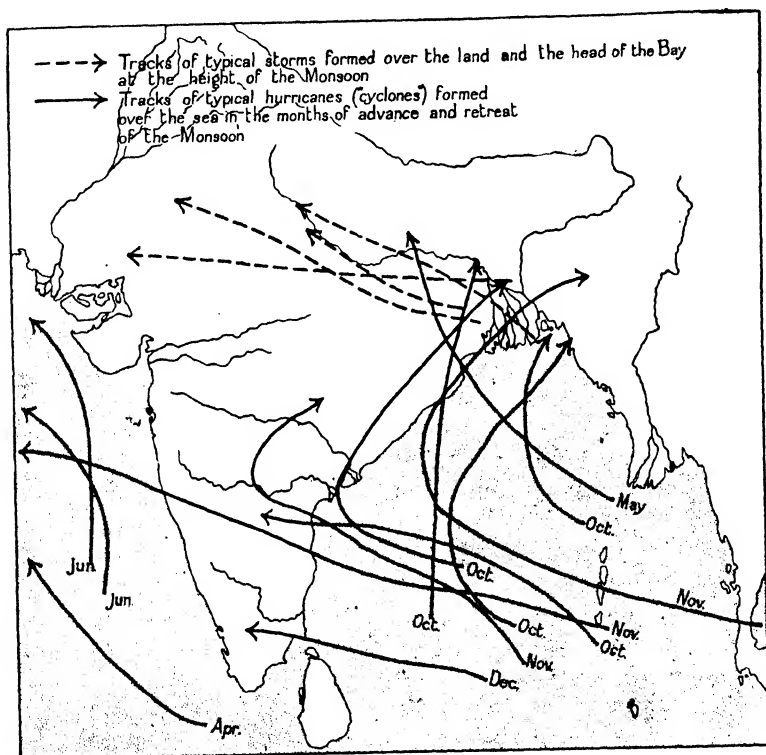 Tracks of typical storms formed over the land and the head of the Bay
at the height of the Monsoon
Tracks of typical hurricanes ("cyclones") formed
over the sea in the months of advance and retreat
of the Monsoon
May
Oct.
Jun.
Oct.
Nov.
Jun.
Oct.
Oct.
Nov.
Oct.
Nov.
Dec.
Apr.